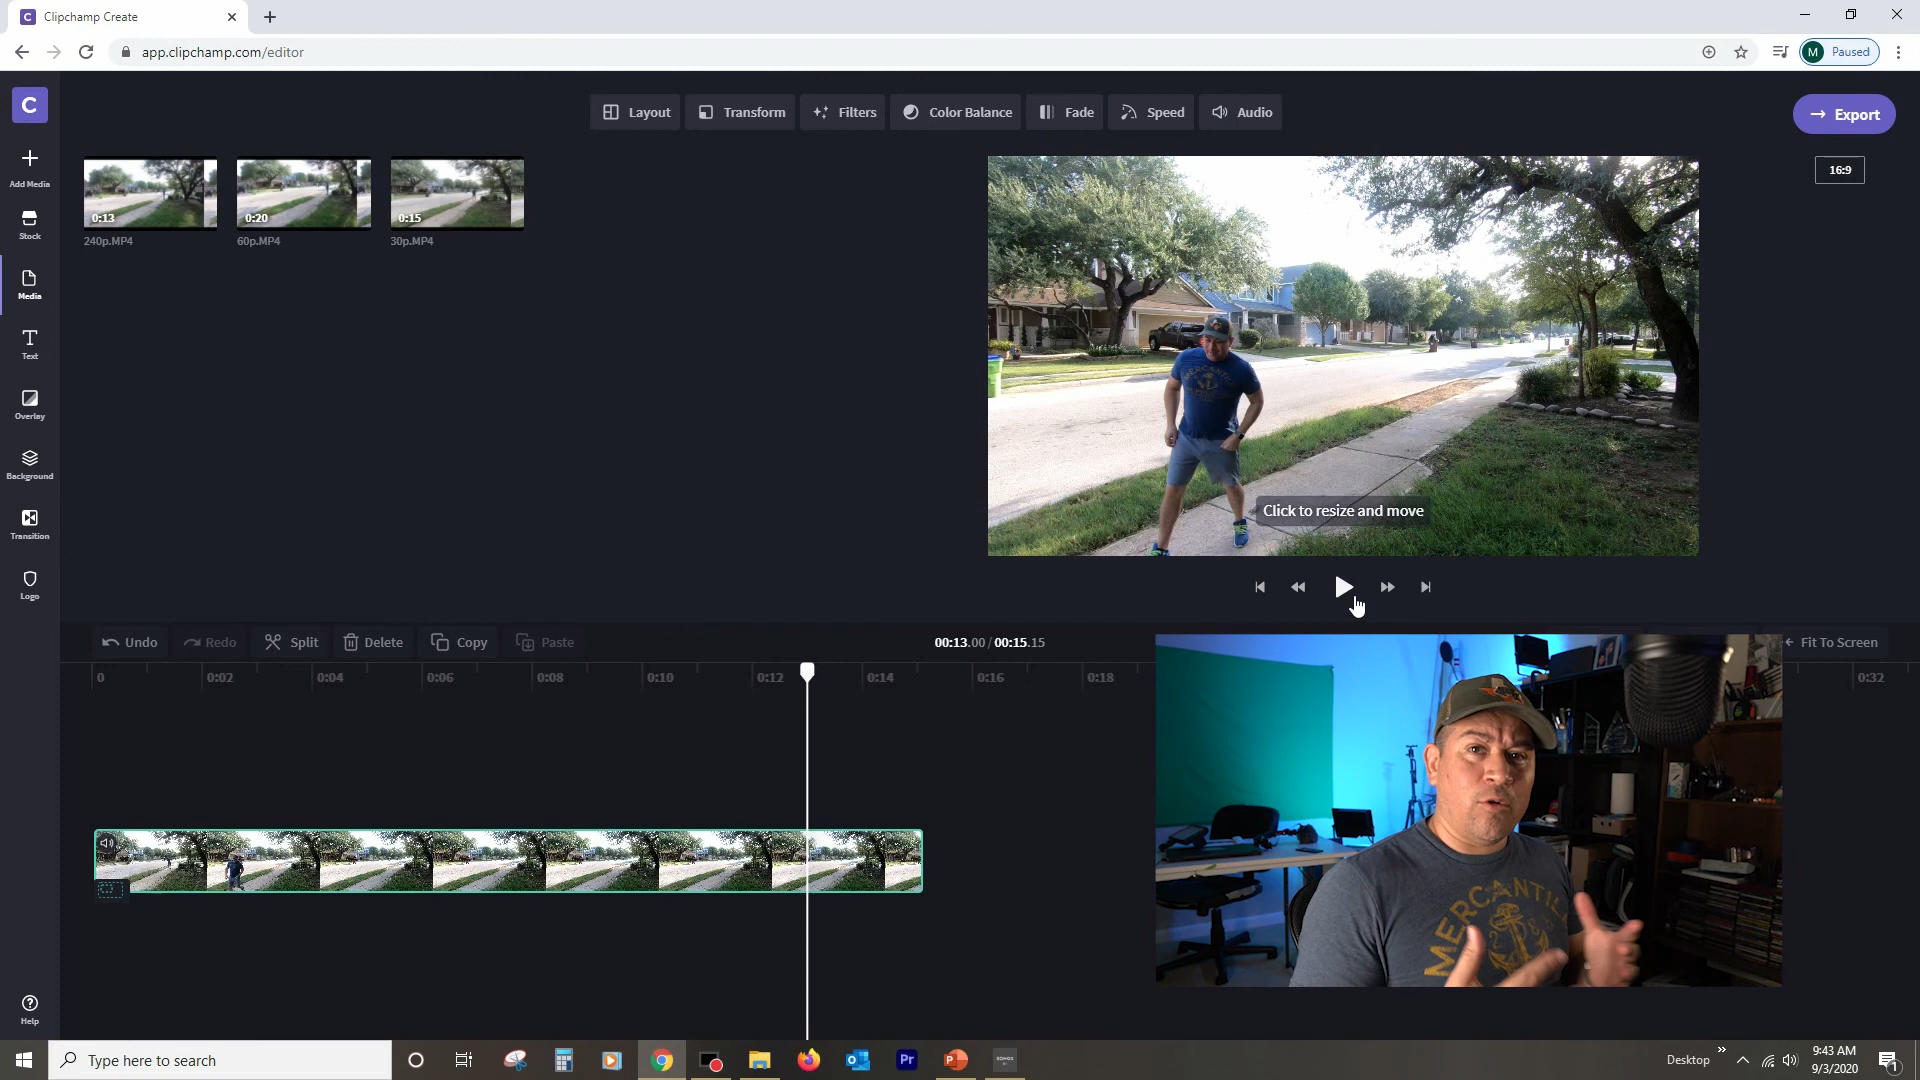 C Clipchamp Create
app.clipchamp.com/editor
M Paused
C
Layout Transform Filters Color Balance Fade Speed Audio
Export
16:9
Add Media
Stock
Media
Text
Overlay
Background
Transition
Logo
Help
0:13 0:20 0:15
240p.MP4 60p.MP4 30p.MP4
MERCANTILE
Click to resize and move
Undo Redo Split Delete Copy Paste
00:13.00 / 00:15.15
Fit To Screen
0 0:02 0:04 0:06 0:08 0:10 0:12 0:14 0:16 0:18 0:32
MERCANTIL
Type here to search
Pr
P
SONOS
Desktop
9:43 AM
9/3/2020
1